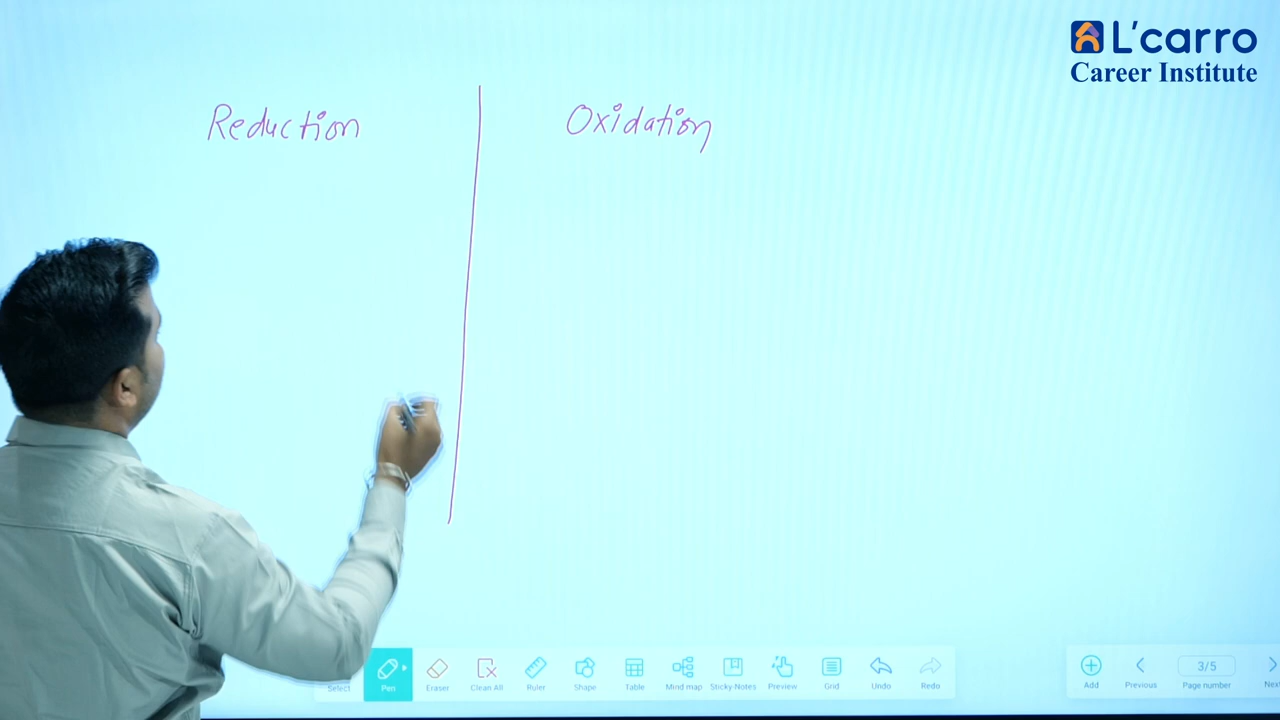 L'carro
Career Institute
Reduction
Oxidation
Select
Pen
Eraser
Clean All
Ruler
Shape
Table
Mind map
Sticky-Notes
Preview
Grid
Undo
Redo
Add
Previous
3/5
Page number
Next